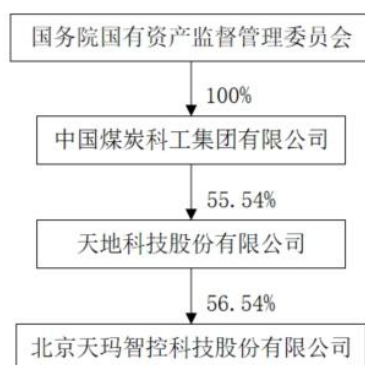 国务院国有资产监督管理委员会
100%
中国煤炭科工集团有限公司
55.54%
天地科技股份有限公司
56.54%
北京天玛智控科技股份有限公司